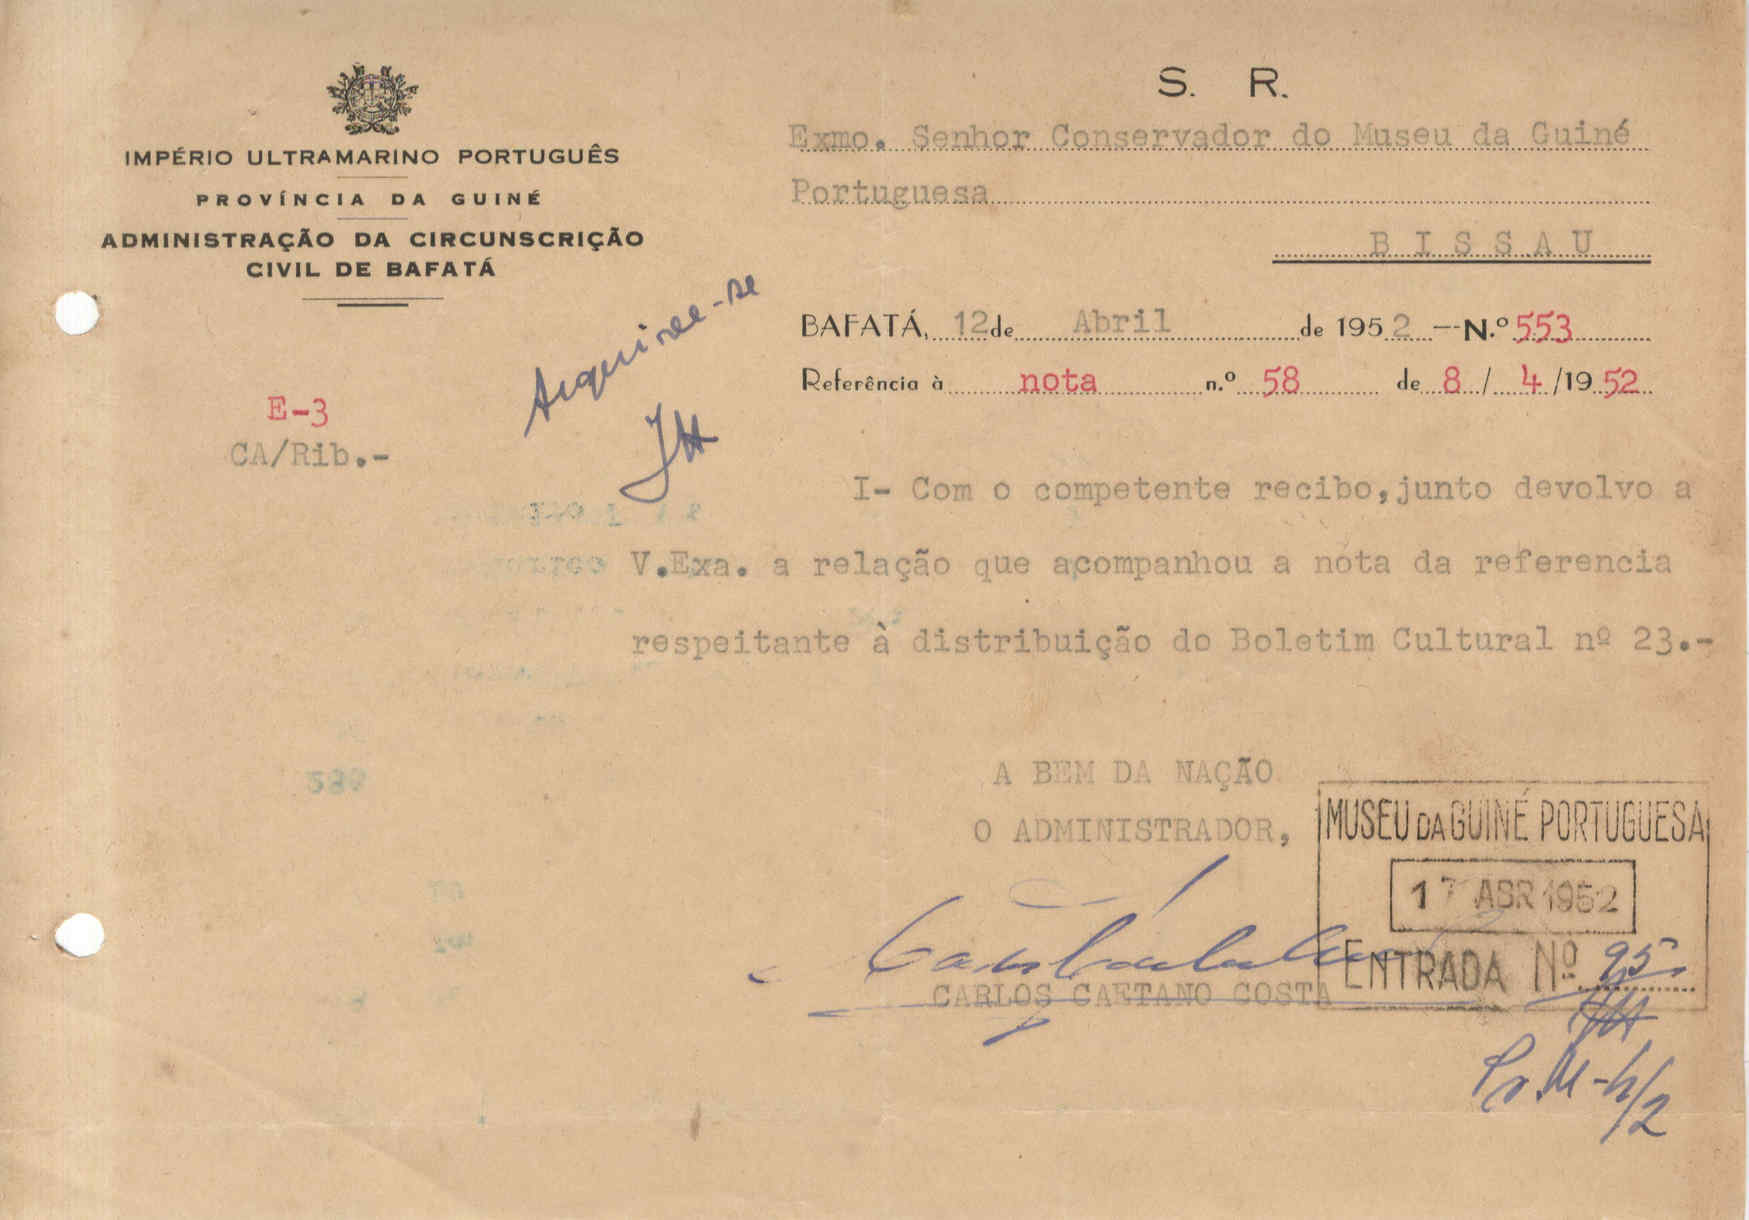 S. R.
IMPÉRIO ULTRAMARINO PORTUGUÊS
PROVÍNCIA DA GUINÉ
ADMINISTRAÇÃO DA CIRCUNSCRIÇÃO
CIVIL DE BAFATÁ
Exmo. Senhor Conservador do Museu da Guiné
Portuguesa
BISSAU
BAFATÁ, 12 de Abril de 1952 -- N.º 553
Referência à nota n.º 58 de 8 / 4 /1952
Arquive-se
E-3
CA/Rib.-
I- Com o competente recibo, junto devolvo a
V.Exa. a relação que acompanhou a nota da referencia
respeitante à distribuição do Boletim Cultural nº 23.-
A BEM DA NAÇÃO
O ADMINISTRADOR,
CARLOS CAETANO COSTA
MUSEU DA GUINÉ PORTUGUESA
17 ABR 1952
ENTRADA Nº 95